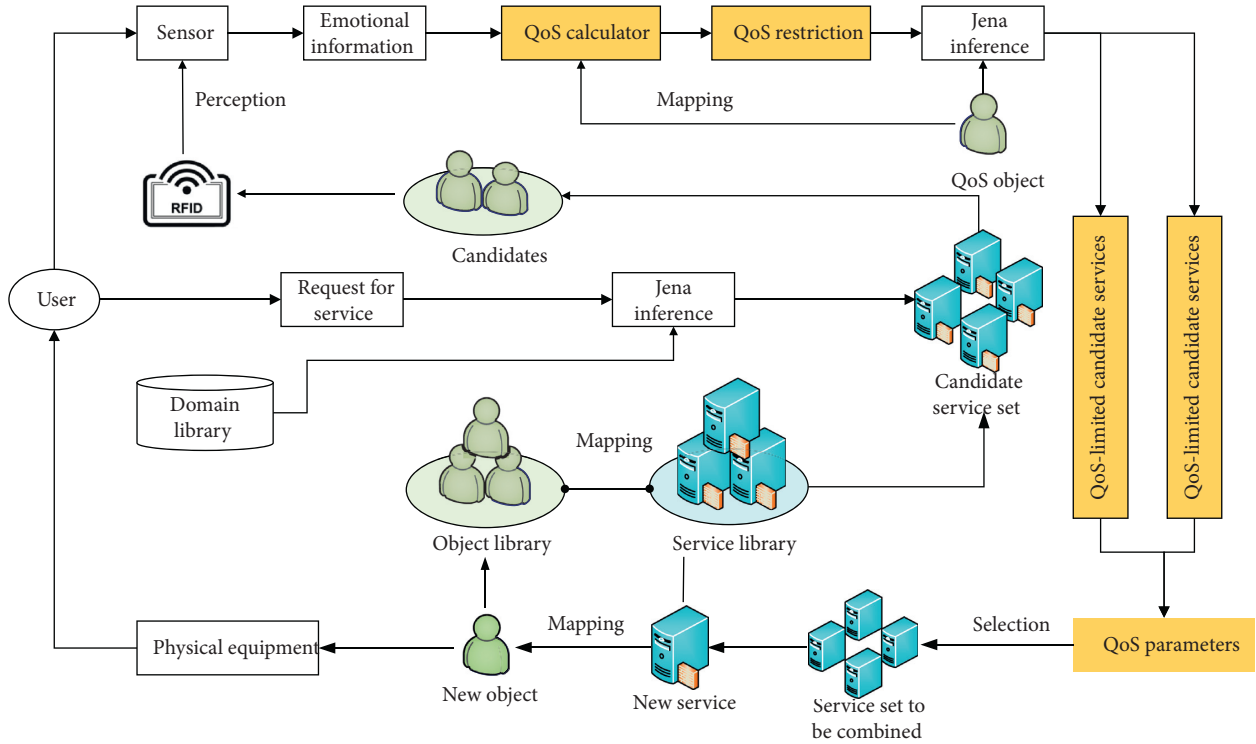 Sensor
Emotional
information
QoS calculator
QoS restriction
Jena
inference
Perception
Mapping
RFID
Candidates
QoS object
User
Request for
service
Jena
inference
Candidate
service set
QoS-limited candidate services
QoS-limited candidate services
Domain
library
Mapping
Object library
Service library
Physical equipment
New object
Mapping
New service
Service set to
be combined
Selection
QoS parameters